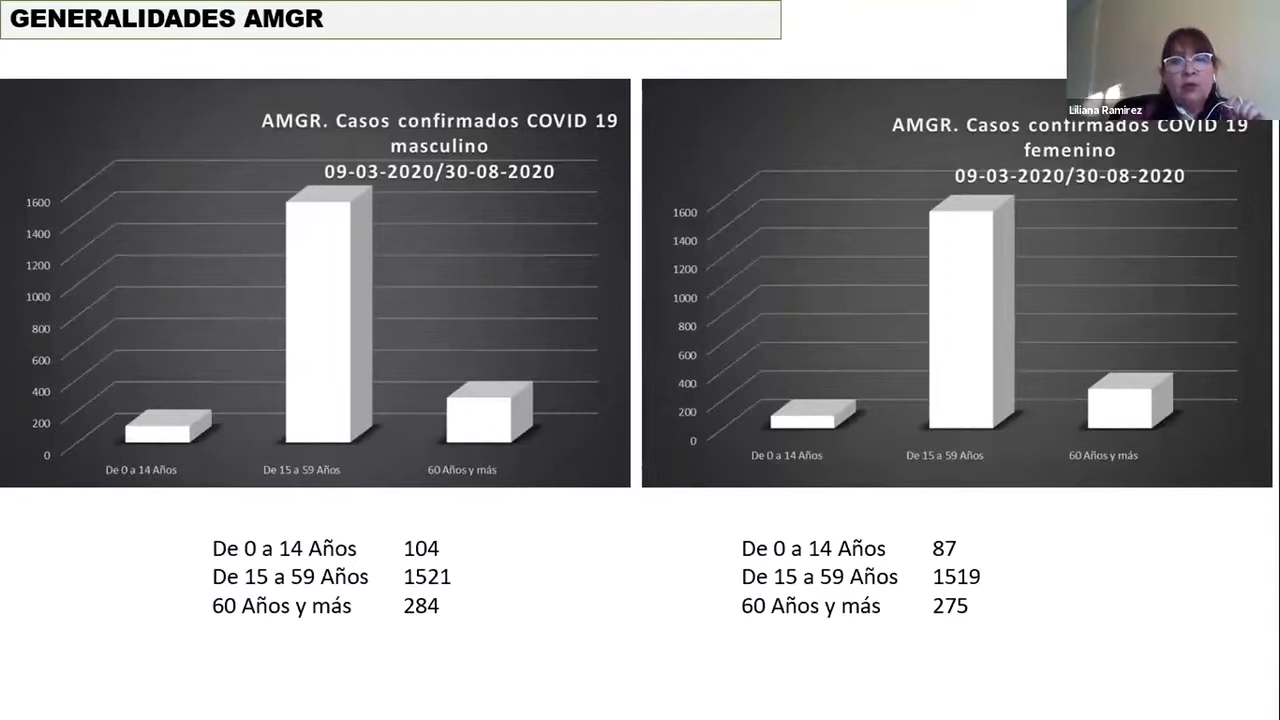 GENERALIDADES AMGR
Liliana Ramirez
AMGR. Casos confirmados COVID 19
masculino
09-03-2020/30-08-2020
1600
1400
1200
1000
800
600
400
200
0
De 0 a 14 Años
De 15 a 59 Años
60 Años y más
AMGR. Casos confirmados COVID 19
femenino
09-03-2020/30-08-2020
1600
1400
1200
1000
800
600
400
200
0
De 0 a 14 Años
De 15 a 59 Años
60 Años y más
De 0 a 14 Años 104
De 15 a 59 Años 1521
60 Años y más 284
De 0 a 14 Años 87
De 15 a 59 Años 1519
60 Años y más 275